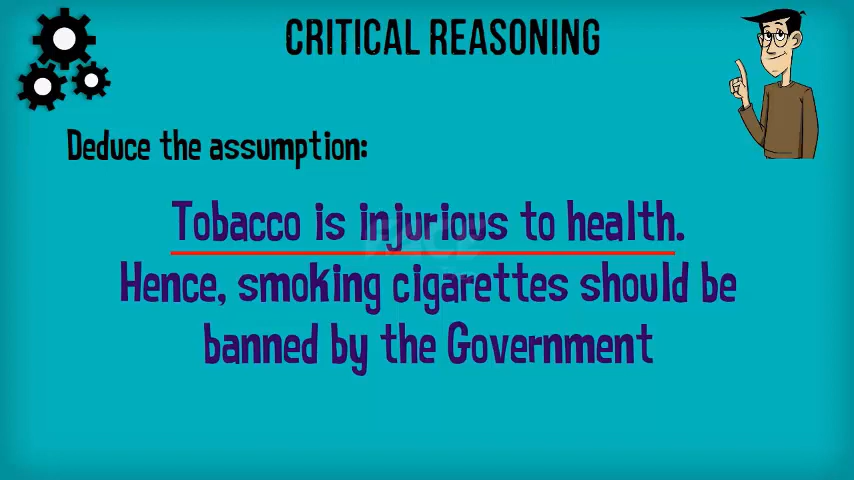 CRITICAL REASONING
Deduce the assumption:
Tobacco is injurious to health.
Hence, smoking cigarettes should be
banned by the Government
FACE